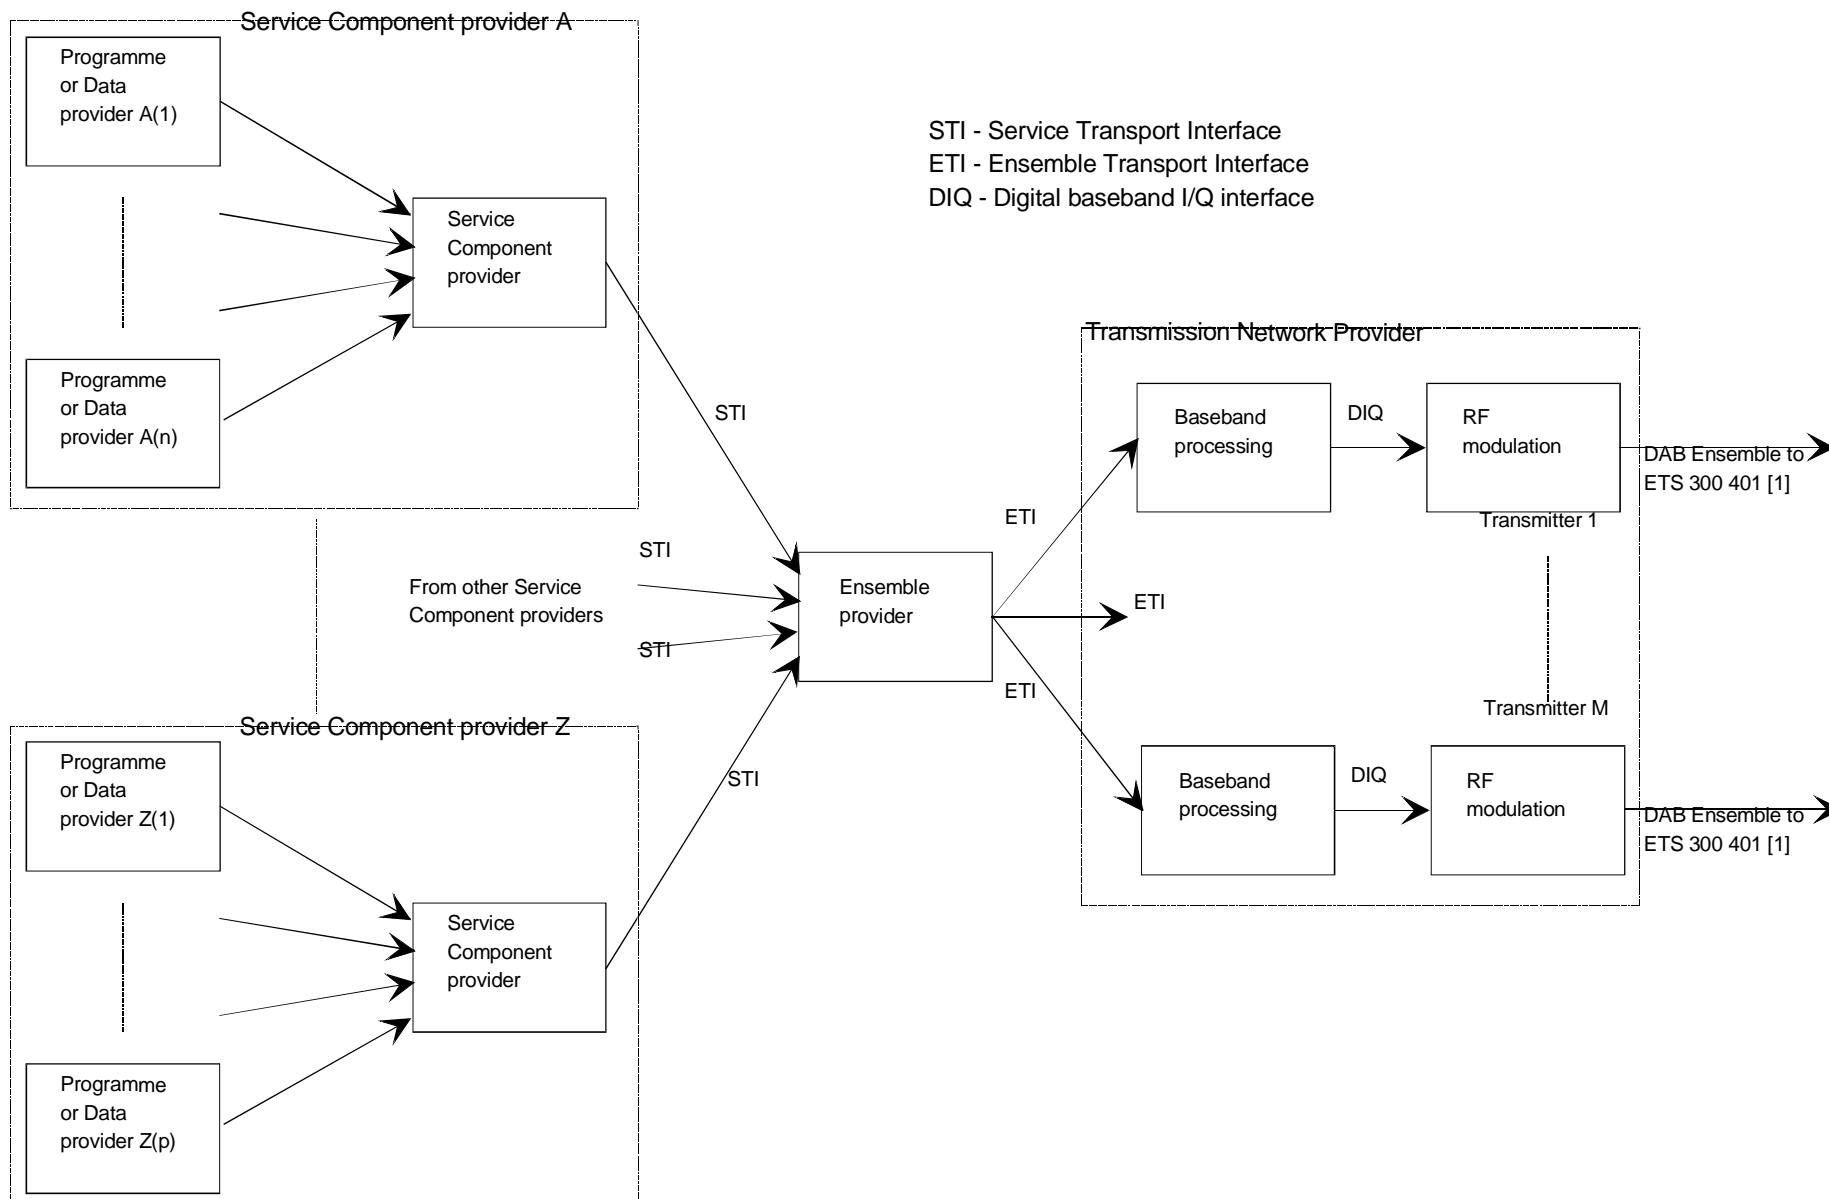 Service Component provider A
Programme
or Data
provider A(1)
Service
Component
provider
Programme
or Data
provider A(n)
STI - Service Transport Interface
ETI - Ensemble Transport Interface
DIQ - Digital baseband I/Q interface
STI
STI
From other Service
Component providers
STI
Ensemble
provider
ETI
ETI
ETI
Transmission Network Provider
Baseband
processing
DIQ
RF
modulation
DAB Ensemble to
ETS 300 401 [1]
Transmitter 1
Transmitter M
Baseband
processing
DIQ
RF
modulation
DAB Ensemble to
ETS 300 401 [1]
Service Component provider Z
Programme
or Data
provider Z(1)
STI
Service
Component
provider
Programme
or Data
provider Z(p)